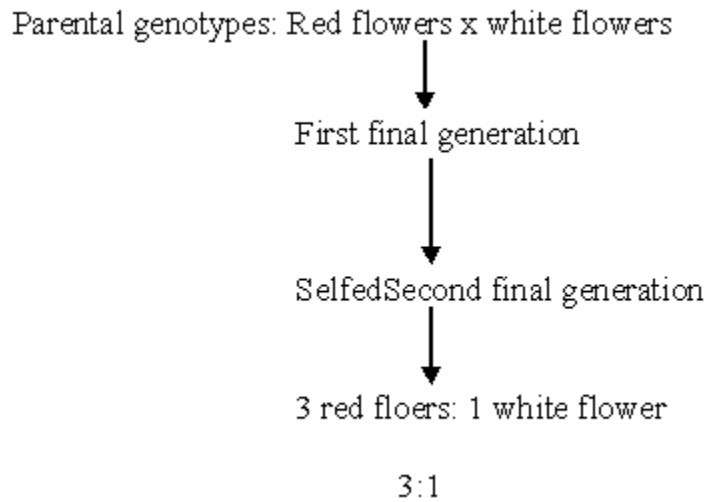 Parental genotypes: Red flowers x white flowers
First final generation
SelfedSecond final generation
3 red floers: 1 white flower
3:1